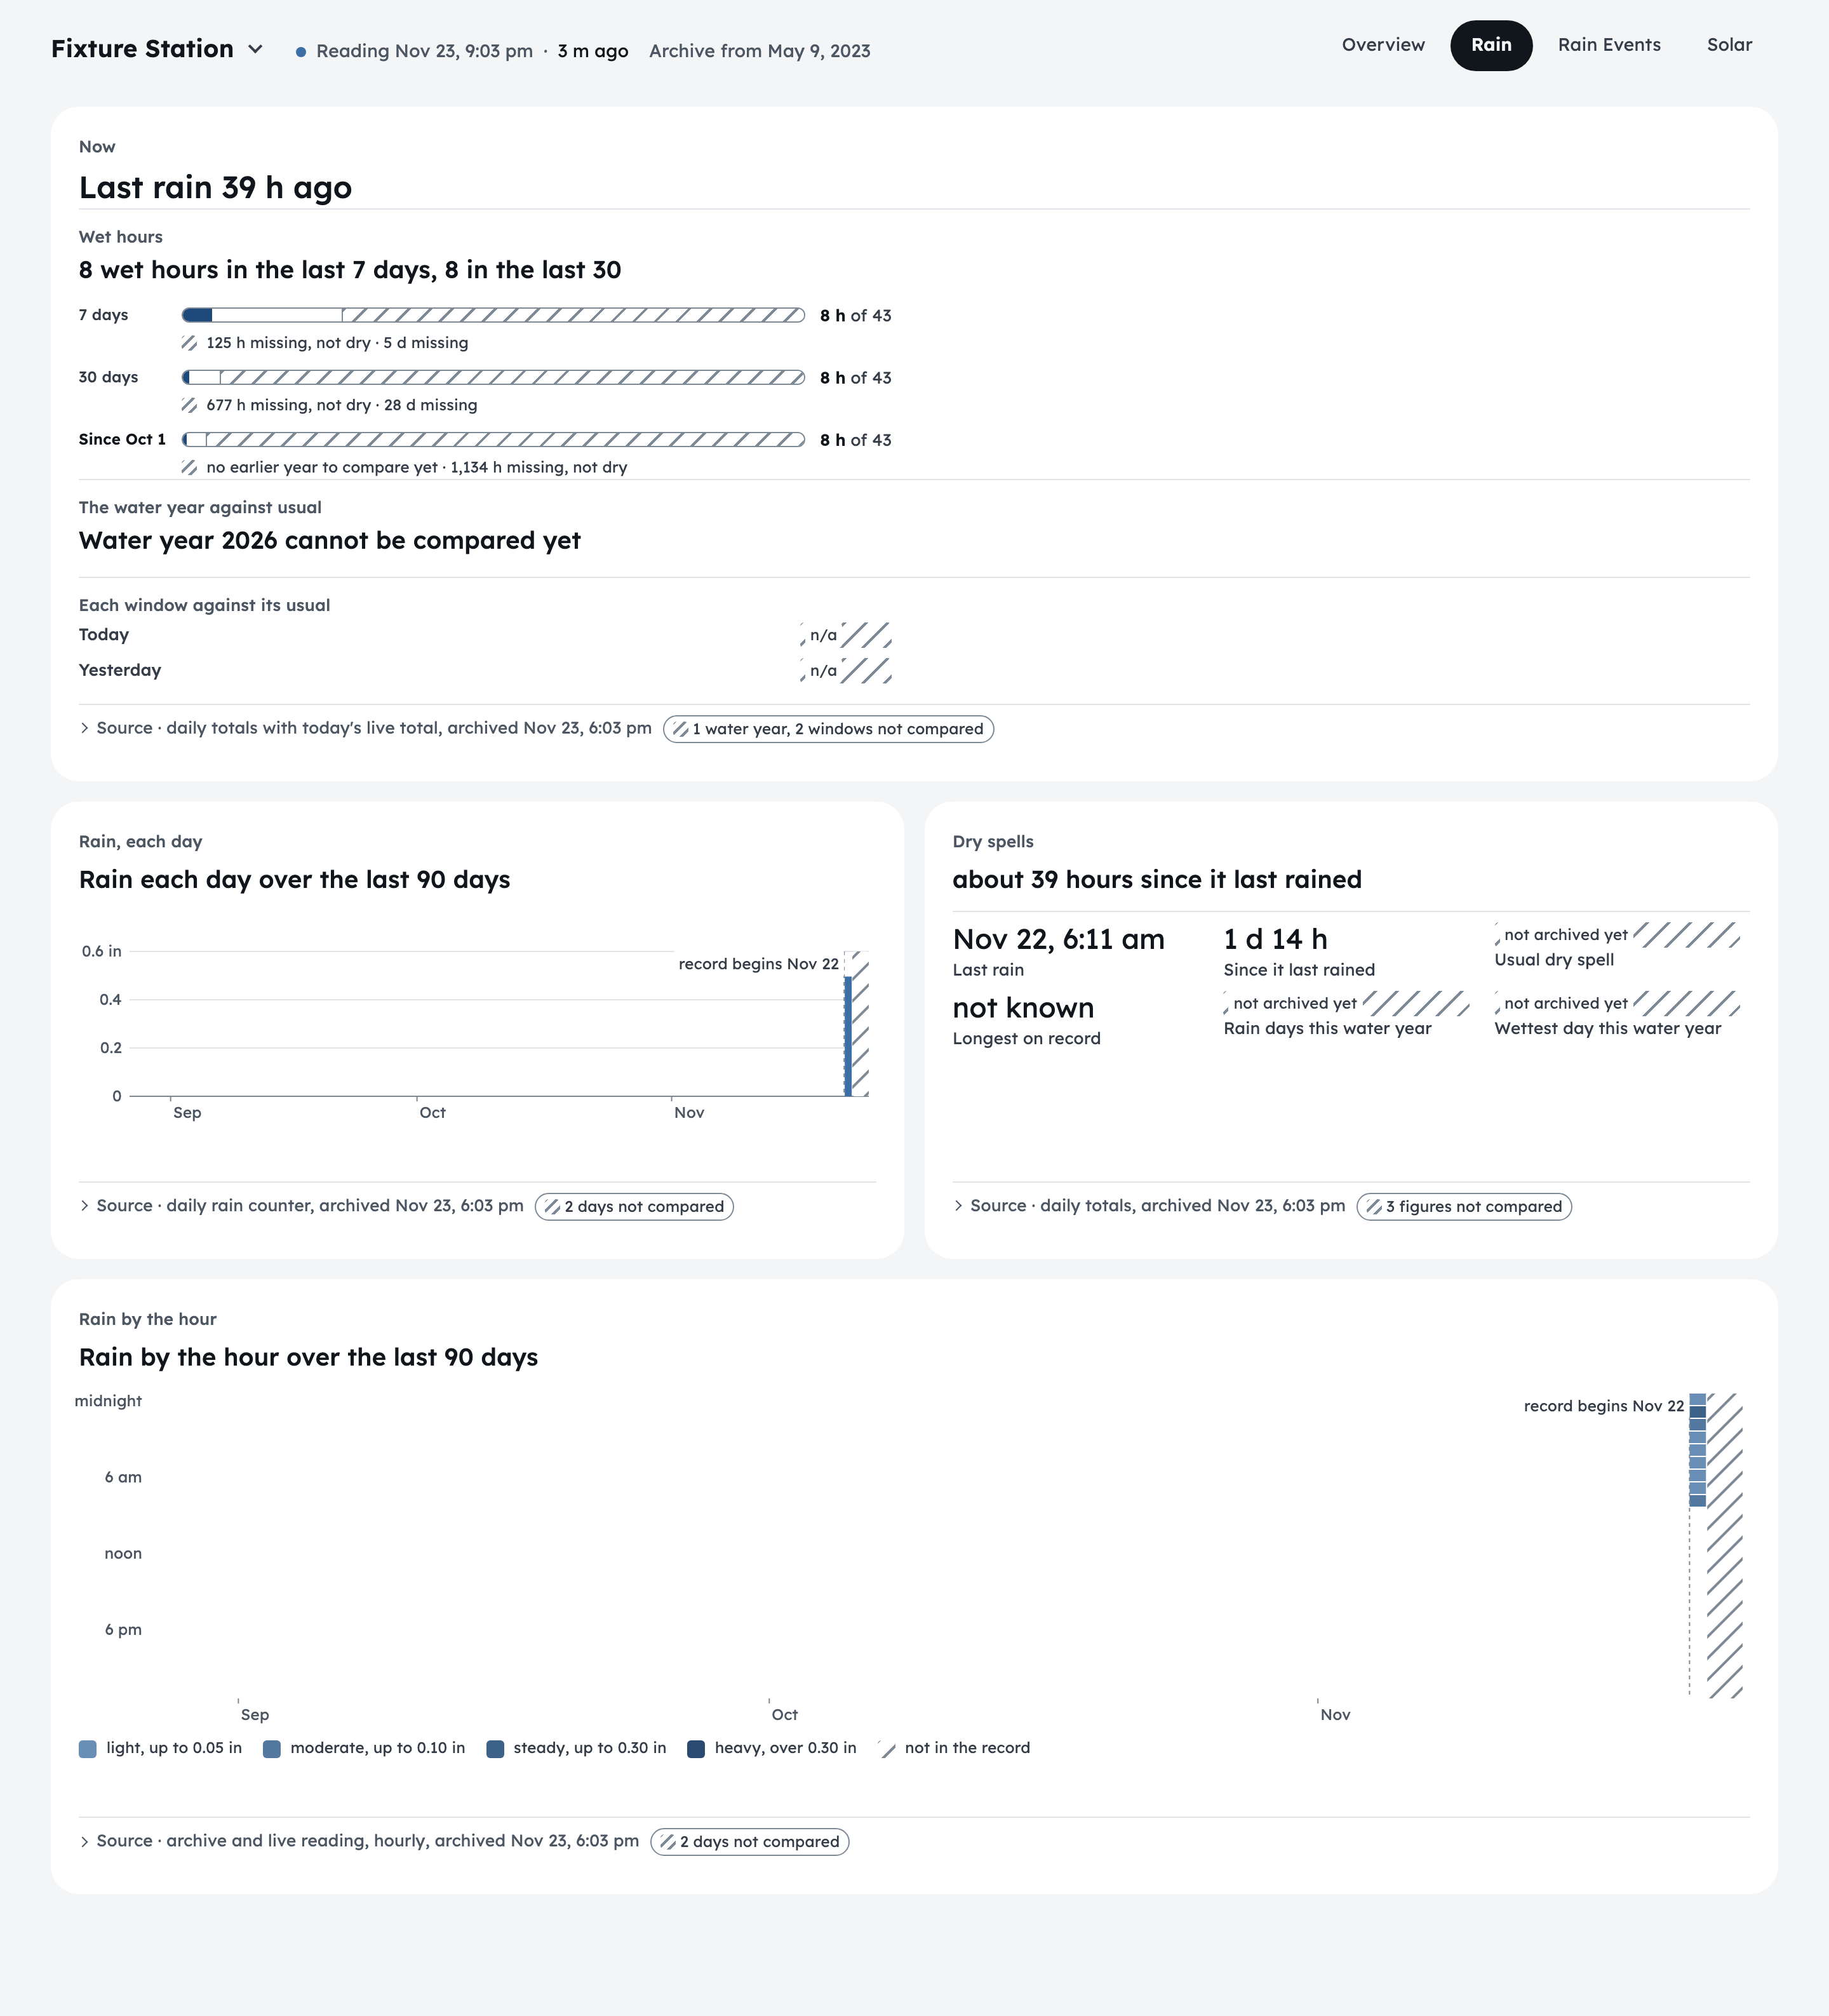 Fixture Station
Reading Nov 23, 9:03 pm · 3 m ago Archive from May 9, 2023
Overview Rain Rain Events Solar
Now
Last rain 39 h ago
Wet hours
8 wet hours in the last 7 days, 8 in the last 30
7 days 8 h of 43
125 h missing, not dry · 5 d missing
30 days 8 h of 43
677 h missing, not dry · 28 d missing
Since Oct 1 8 h of 43
no earlier year to compare yet · 1,134 h missing, not dry
The water year against usual
Water year 2026 cannot be compared yet
Each window against its usual
Today n/a
Yesterday n/a
Source · daily totals with today's live total, archived Nov 23, 6:03 pm 1 water year, 2 windows not compared
Rain, each day
Rain each day over the last 90 days
0.6 in
record begins Nov 22
0.4
0.2
0
Sep Oct Nov
Source · daily rain counter, archived Nov 23, 6:03 pm 2 days not compared
Dry spells
about 39 hours since it last rained
Nov 22, 6:11 am
Last rain
1 d 14 h
Since it last rained
not archived yet
Usual dry spell
not known
Longest on record
not archived yet
Rain days this water year
not archived yet
Wettest day this water year
Source · daily totals, archived Nov 23, 6:03 pm 3 figures not compared
Rain by the hour
Rain by the hour over the last 90 days
midnight
record begins Nov 22
6 am
noon
6 pm
Sep Oct Nov
light, up to 0.05 in moderate, up to 0.10 in steady, up to 0.30 in heavy, over 0.30 in not in the record
Source · archive and live reading, hourly, archived Nov 23, 6:03 pm 2 days not compared